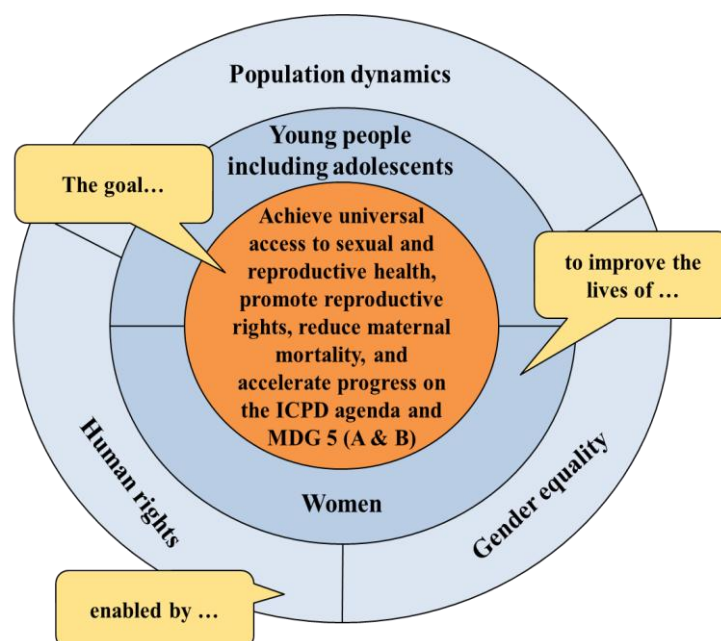 Population dynamics
Young people
including adolescents
The goal…
Achieve universal
access to sexual and
reproductive health,
promote reproductive
rights, reduce maternal
mortality, and
accelerate progress on
the ICPD agenda and
MDG 5 (A & B)
to improve the
lives of …
Human rights
Women
Gender equality
enabled by …